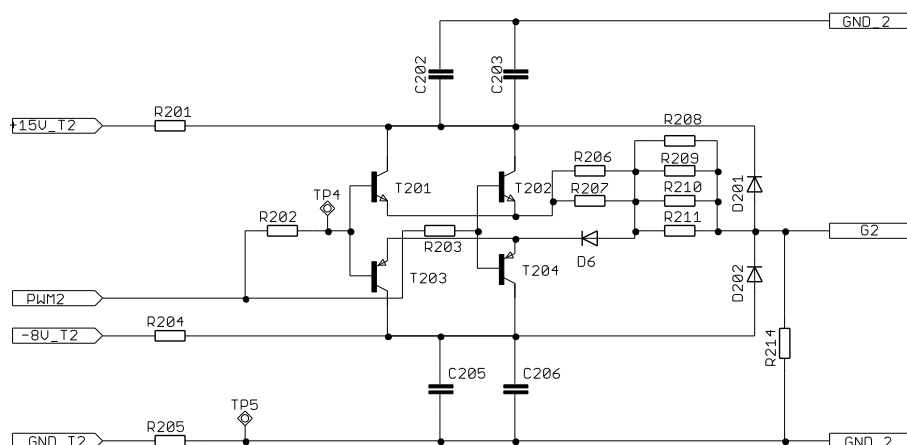 GND_2
C202
C203
+15V_T2
R201
R208
R206
R209
T201
T202
R207
R210
D201
TP4
R202
R203
R211
G2
D6
T203
T204
D202
PWM2
-8V_T2
R204
R214
C205
C206
TP5
GND_T2
R205
GND_2